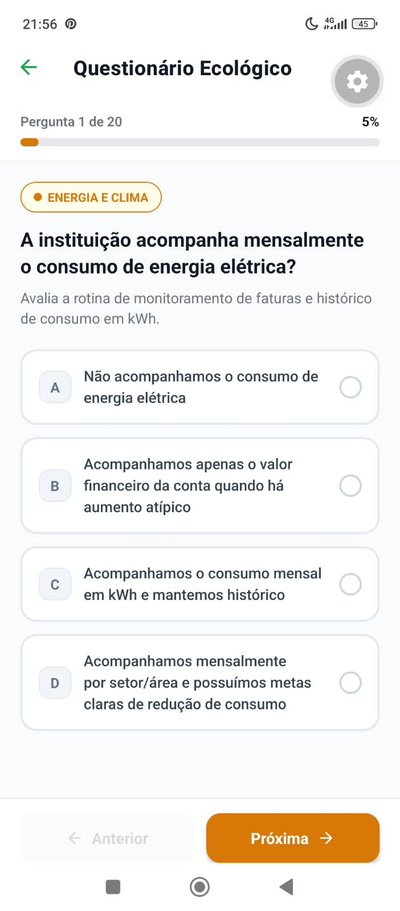 21:56
4G
45
Questionário Ecológico
Pergunta 1 de 20
5%
ENERGIA E CLIMA
A instituição acompanha mensalmente
o consumo de energia elétrica?
Avalia a rotina de monitoramento de faturas e histórico
de consumo em kWh.
A
Não acompanhamos o consumo de
energia elétrica
B
Acompanhamos apenas o valor
financeiro da conta quando há
aumento atípico
C
Acompanhamos o consumo mensal
em kWh e mantemos histórico
D
Acompanhamos mensalmente
por setor/área e possuímos metas
claras de redução de consumo
Anterior
Próxima